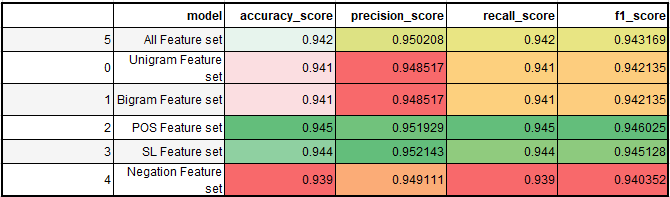 model accuracy_score precision_score recall_score f1_score
5 All Feature set 0.942 0.950208 0.942 0.943169
0 Unigram Feature set 0.941 0.948517 0.941 0.942135
1 Bigram Feature set 0.941 0.948517 0.941 0.942135
2 POS Feature set 0.945 0.951929 0.945 0.946025
3 SL Feature set 0.944 0.952143 0.944 0.945128
4 Negation Feature set 0.939 0.949111 0.939 0.940352